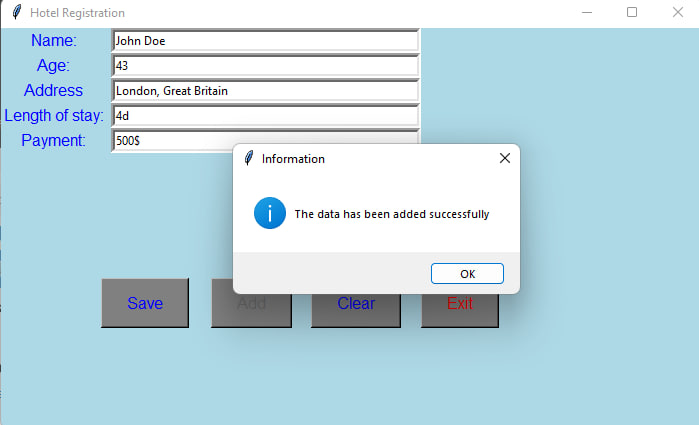 Hotel Registration
Name: John Doe
Age: 43
Address London, Great Britain
Length of stay: 4d
Payment: 500$
Information
The data has been added successfully
OK
Save Add Clear Exit